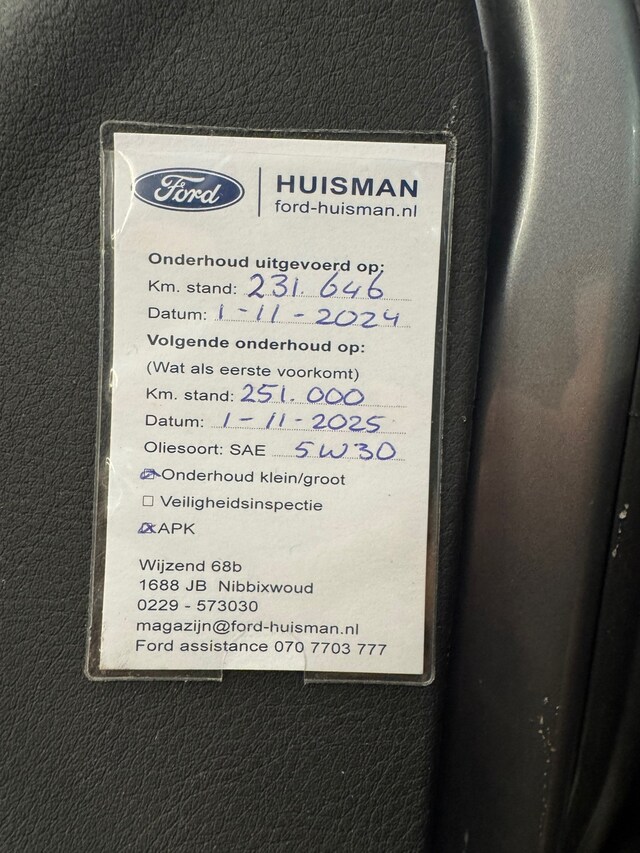 Ford
HUISMAN
ford-huisman.nl
Onderhoud uitgevoerd op:
Km. stand: 231.646
Datum: 1-11-2024
Volgende onderhoud op:
(Wat als eerste voorkomt)
Km. stand: 251.000
Datum: 1-11-2025
Oliesoort: SAE 5W30
Onderhoud klein/groot
Veiligheidsinspectie
APK
Wijzend 68b
1688 JB Nibbixwoud
0229 - 573030
magazijn@ford-huisman.nl
Ford assistance 070 7703 777